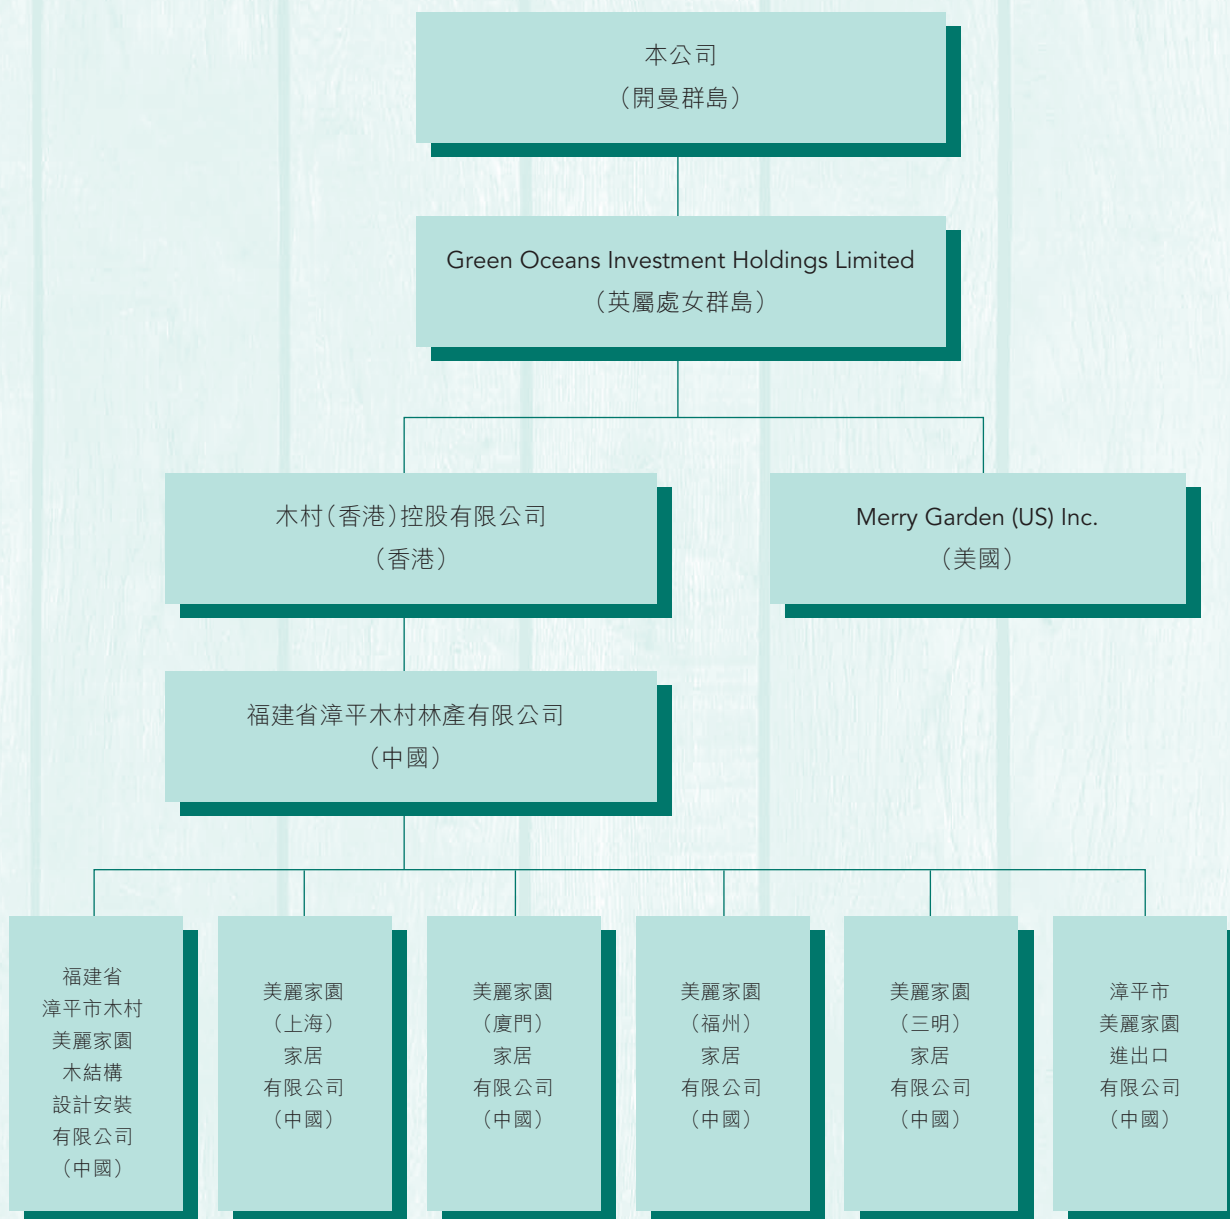 本公司
（開曼群島）
Green Oceans Investment Holdings Limited
（英屬處女群島）
木村（香港）控股有限公司
（香港）
Merry Garden (US) Inc.
（美國）
福建省漳平木村林產有限公司
（中國）
福建省
漳平市木村
美麗家園
木結構
設計安裝
有限公司
（中國）
美麗家園
（上海）
家居
有限公司
（中國）
美麗家園
（廈門）
家居
有限公司
（中國）
美麗家園
（福州）
家居
有限公司
（中國）
美麗家園
（三明）
家居
有限公司
（中國）
漳平市
美麗家園
進出口
有限公司
（中國）